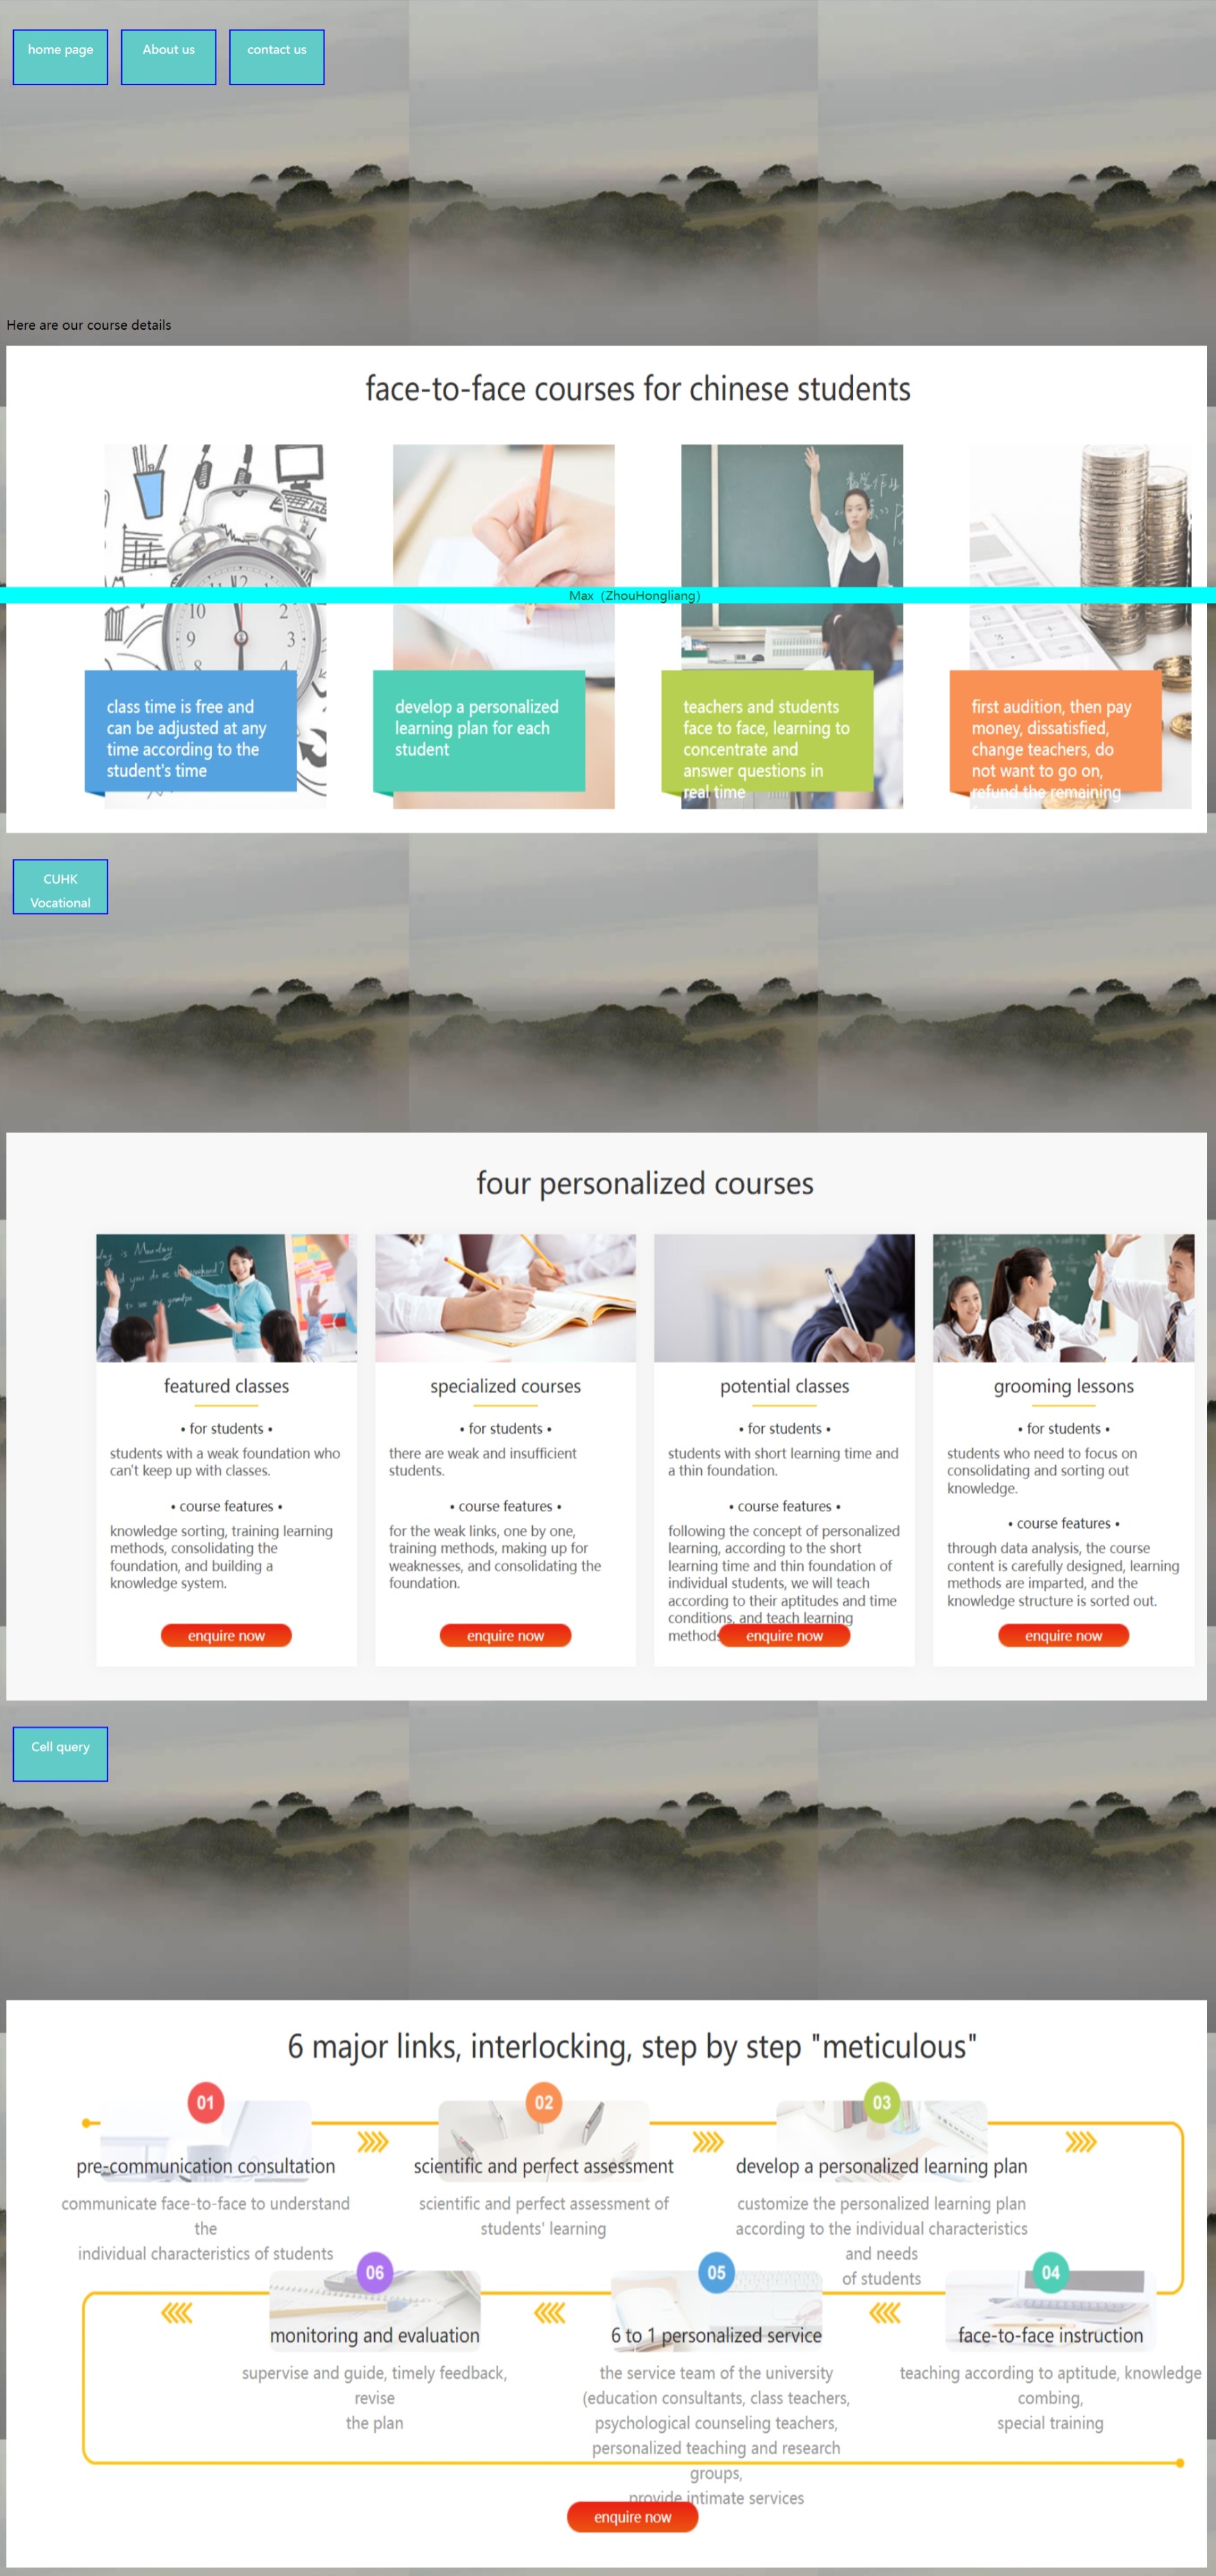 home page
About us
contact us
Here are our course details
face-to-face courses for chinese students
Max（ZhouHongliang）
class time is free and
can be adjusted at any
time according to the
student's time
develop a personalized
learning plan for each
student
teachers and students
face to face, learning to
concentrate and
answer questions in
real time
first audition, then pay
money, dissatisfied,
change teachers, do
not want to go on,
refund the remaining
CUHK
Vocational
four personalized courses
featured classes
• for students •
students with a weak foundation who
can't keep up with classes.
• course features •
knowledge sorting, training learning
methods, consolidating the
foundation, and building a
knowledge system.
enquire now
specialized courses
• for students •
there are weak and insufficient
students.
• course features •
for the weak links, one by one,
training methods, making up for
weaknesses, and consolidating the
foundation.
enquire now
potential classes
• for students •
students with short learning time and
a thin foundation.
• course features •
following the concept of personalized
learning, according to the short
learning time and thin foundation of
individual students, we will teach
according to their aptitudes and time
conditions, and teach learning
methods
enquire now
grooming lessons
• for students •
students who need to focus on
consolidating and sorting out
knowledge.
• course features •
through data analysis, the course
content is carefully designed, learning
methods are imparted, and the
knowledge structure is sorted out.
enquire now
Cell query
6 major links, interlocking, step by step "meticulous"
01
pre-communication consultation
communicate face-to-face to understand
the
individual characteristics of students
02
scientific and perfect assessment
scientific and perfect assessment of
students' learning
03
develop a personalized learning plan
customize the personalized learning plan
according to the individual characteristics
and needs
of students
06
monitoring and evaluation
supervise and guide, timely feedback,
revise
the plan
05
6 to 1 personalized service
the service team of the university
(education consultants, class teachers,
psychological counseling teachers,
personalized teaching and research
groups,
provide intimate services
04
face-to-face instruction
teaching according to aptitude, knowledge
combing,
special training
enquire now